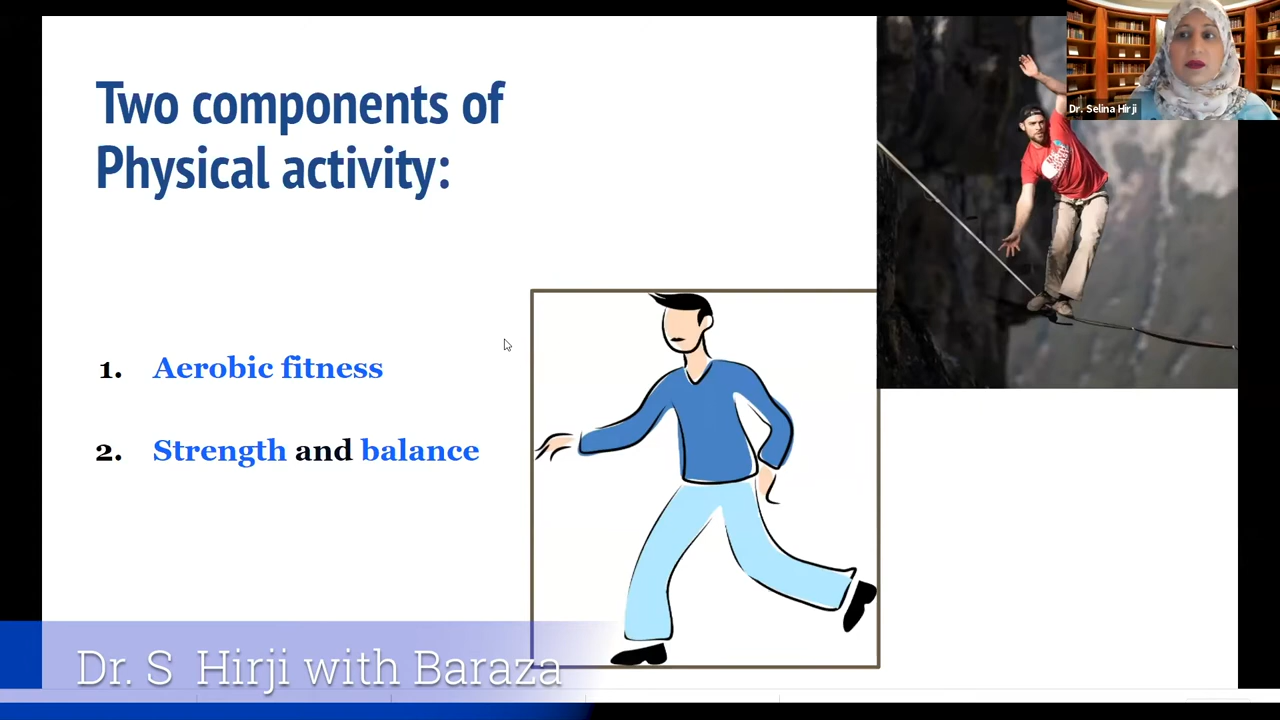 Two components of
Physical activity:
Dr. Selina Hirji
1. Aerobic fitness
2. Strength and balance
Dr. S Hirji with Baraza